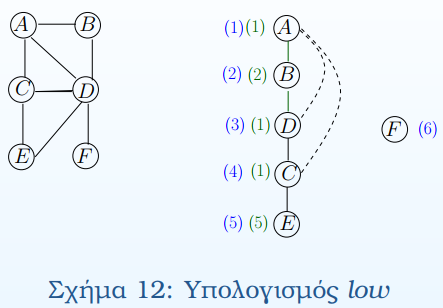 A B
C D
E F
(1)(1) A
(2) (2) B
(3) (1) D
F (6)
(4) (1) C
(5) (5) E
Σχήμα 12: Υπολογισμός low